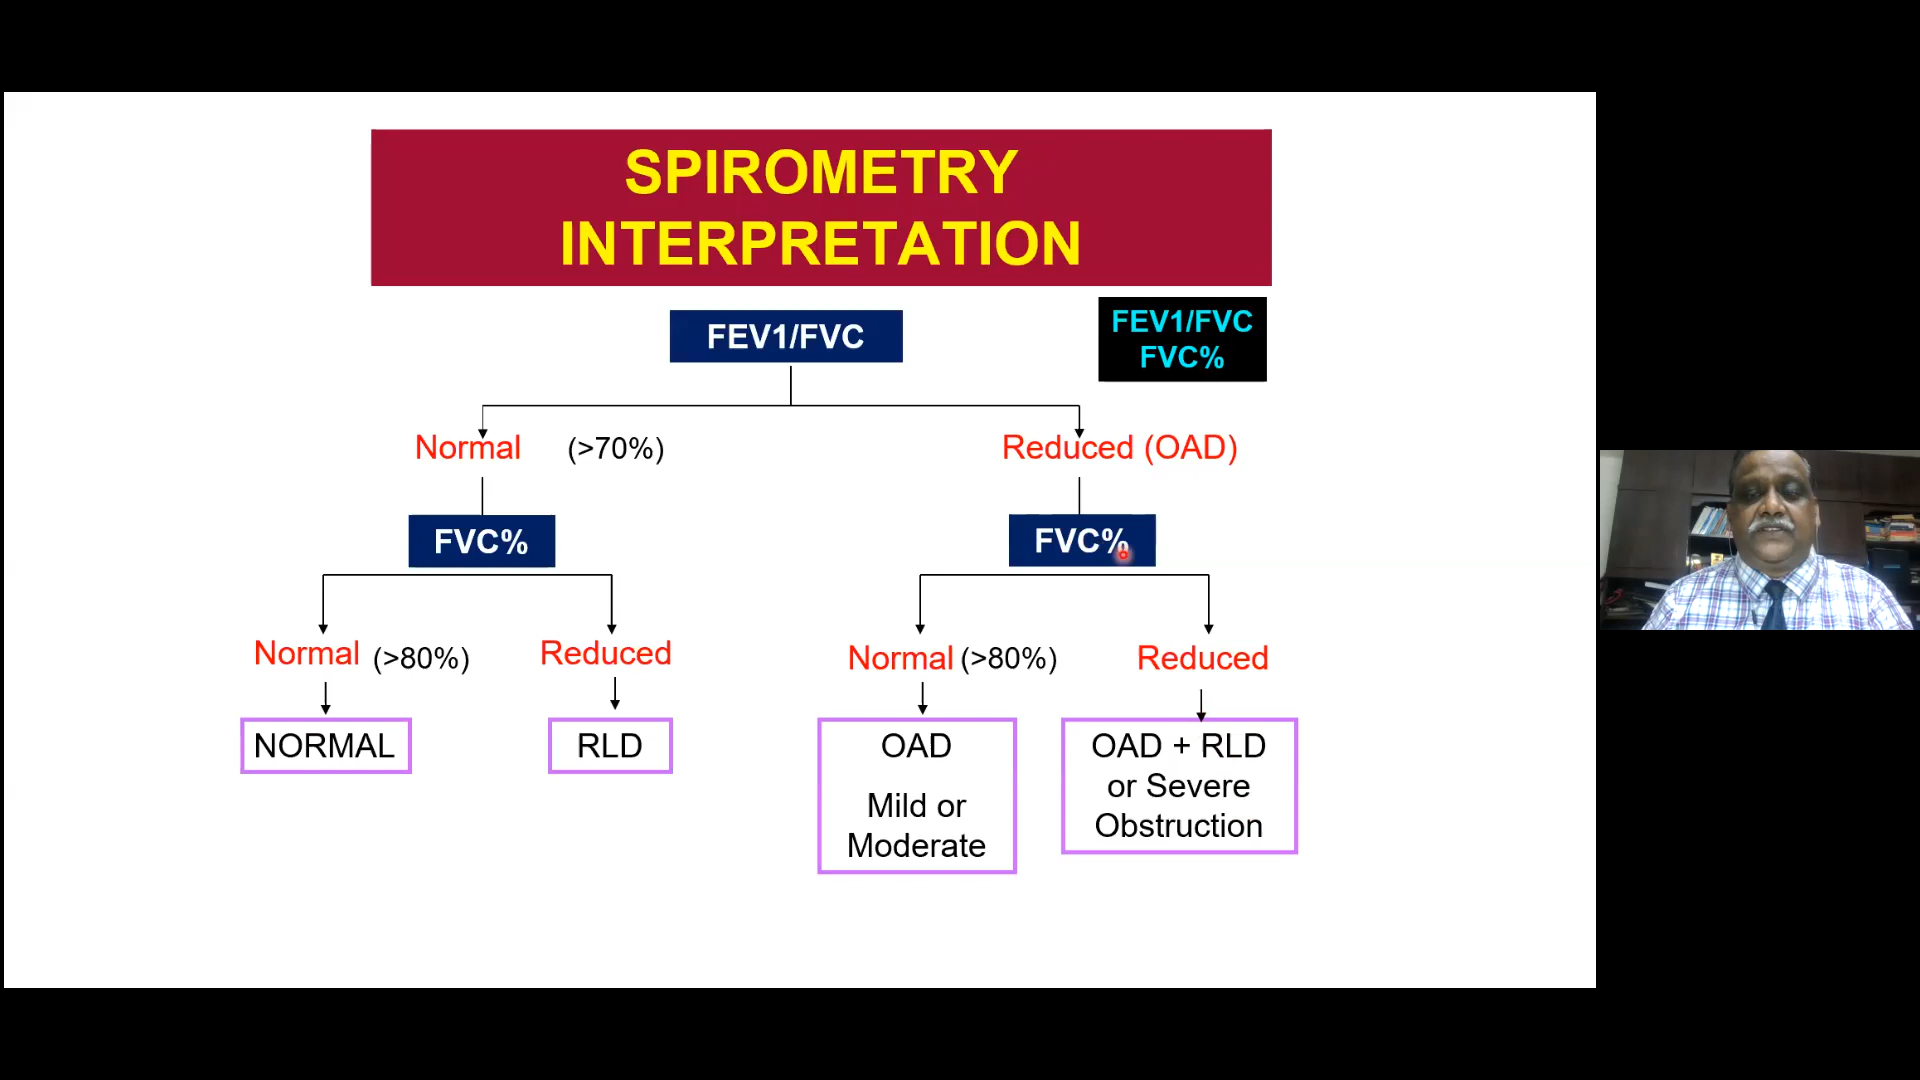 SPIROMETRY
INTERPRETATION
FEV1/FVC
FEV1/FVC
FVC%
Normal (>70%)
Reduced (OAD)
FVC%
FVC%
Normal (>80%)
Reduced
Normal (>80%)
Reduced
NORMAL
RLD
OAD
Mild or
Moderate
OAD + RLD
or Severe
Obstruction